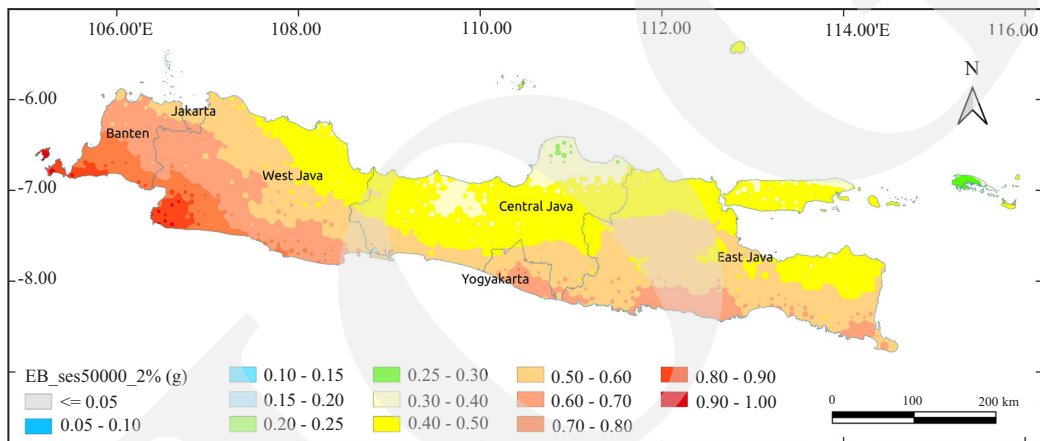 106.00'E 108.00 110.00 112.00 114.00'E 116.00
N
-6.00
Jakarta
Banten
West Java
-7.00
Central Java
East Java
Yogyakarta
-8.00
EB_ses50000_2% (g)
<= 0.05
0.05 - 0.10
0.10 - 0.15
0.15 - 0.20
0.20 - 0.25
0.25 - 0.30
0.30 - 0.40
0.40 - 0.50
0.50 - 0.60
0.60 - 0.70
0.70 - 0.80
0.80 - 0.90
0.90 - 1.00
0 100 200 km